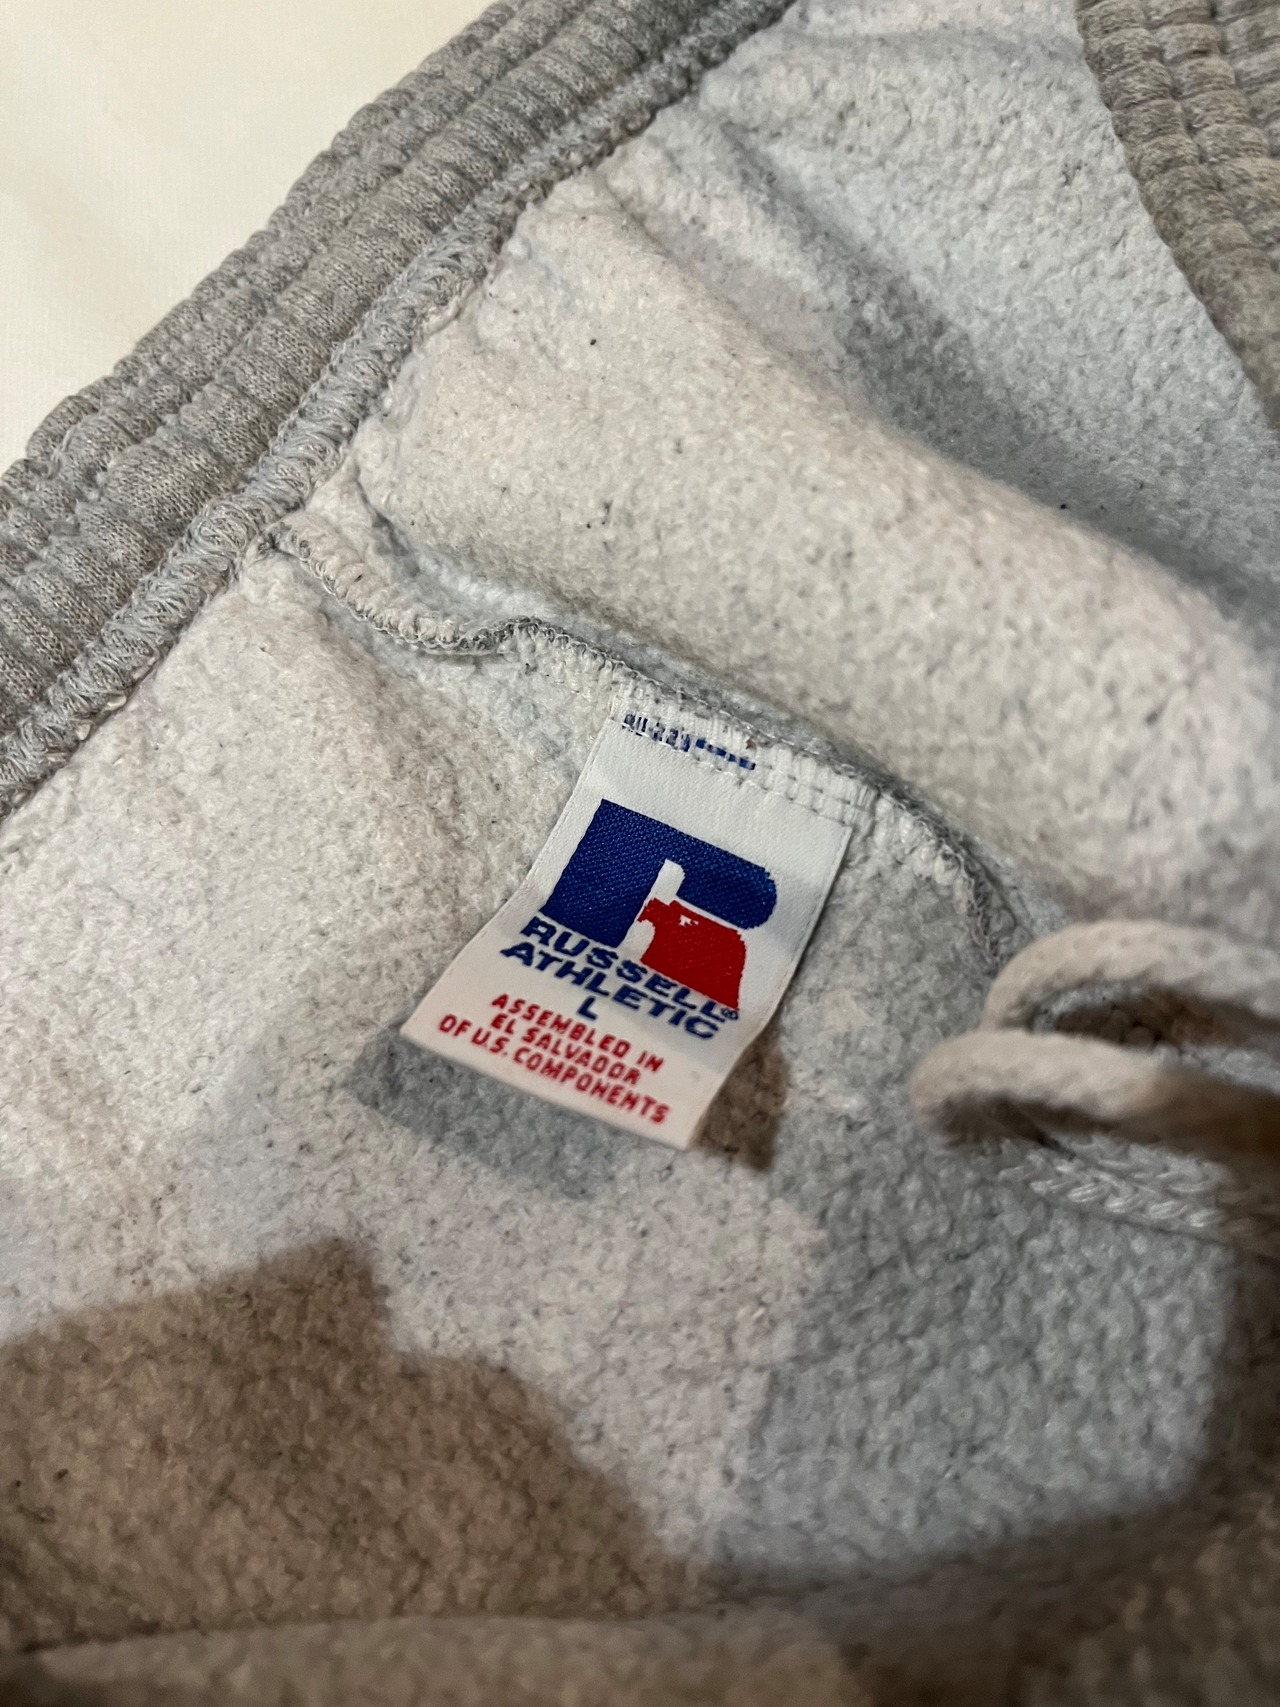 RUSSELL
ATHLETIC®
L
ASSEMBLED IN
EL SALVADOR
OF U.S. COMPONENTS